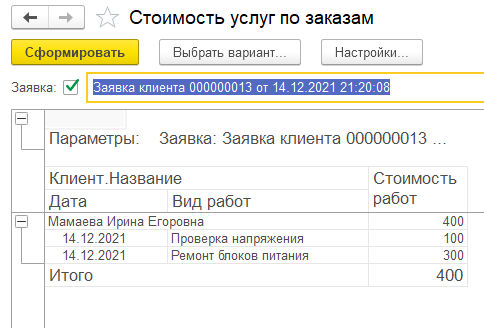 Стоимость услуг по заказам
Сформировать Выбрать вариант... Настройки...
Заявка: Заявка клиента 000000013 от 14.12.2021 21:20:08
Параметры: Заявка: Заявка клиента 000000013 ...
Клиент.Название Стоимость работ
Дата Вид работ
Мамаева Ирина Егоровна 400
14.12.2021 Проверка напряжения 100
14.12.2021 Ремонт блоков питания 300
Итого 400